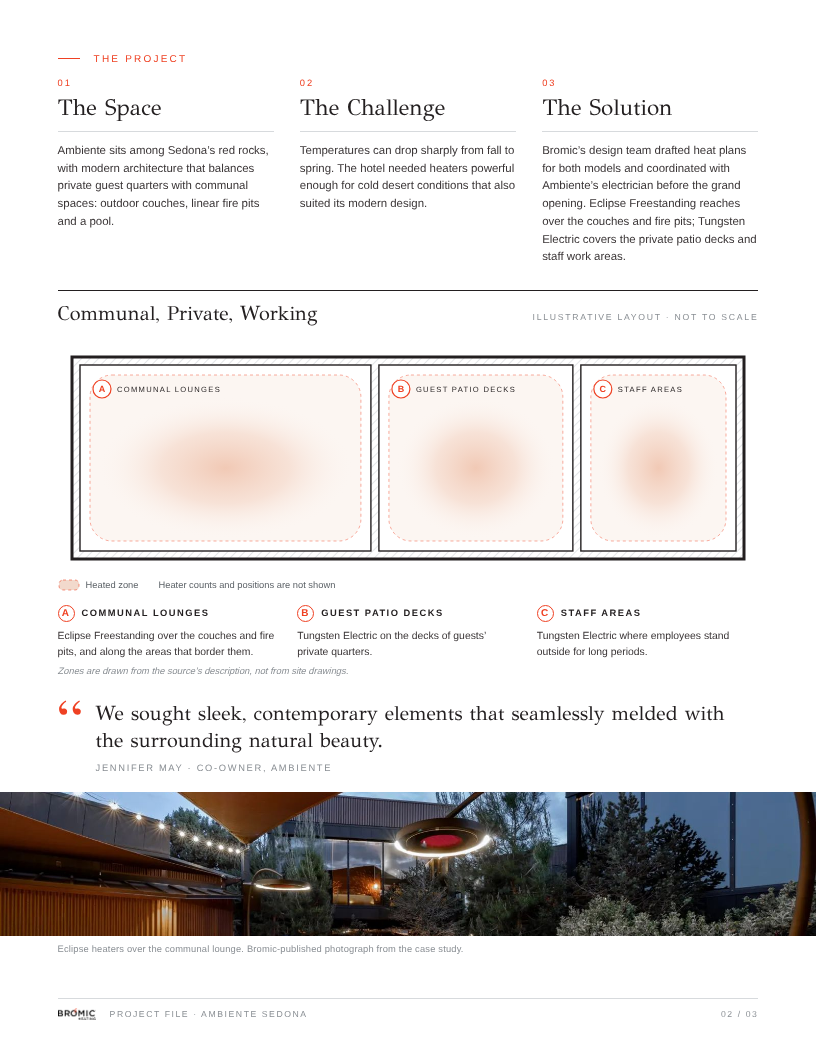 THE PROJECT
01
The Space
Ambiente sits among Sedona's red rocks,
with modern architecture that balances
private guest quarters with communal
spaces: outdoor couches, linear fire pits
and a pool.
02
The Challenge
Temperatures can drop sharply from fall to
spring. The hotel needed heaters powerful
enough for cold desert conditions that also
suited its modern design.
03
The Solution
Bromic's design team drafted heat plans
for both models and coordinated with
Ambiente's electrician before the grand
opening. Eclipse Freestanding reaches
over the couches and fire pits; Tungsten
Electric covers the private patio decks and
staff work areas.
Communal, Private, Working
ILLUSTRATIVE LAYOUT · NOT TO SCALE
A COMMUNAL LOUNGES
B GUEST PATIO DECKS
C STAFF AREAS
Heated zone Heater counts and positions are not shown
A COMMUNAL LOUNGES
Eclipse Freestanding over the couches and fire
pits, and along the areas that border them.
B GUEST PATIO DECKS
Tungsten Electric on the decks of guests'
private quarters.
C STAFF AREAS
Tungsten Electric where employees stand
outside for long periods.
Zones are drawn from the source's description, not from site drawings.
“ We sought sleek, contemporary elements that seamlessly melded with
the surrounding natural beauty.
JENNIFER MAY · CO-OWNER, AMBIENTE
Eclipse heaters over the communal lounge. Bromic-published photograph from the case study.
BROMIC
HEATING
PROJECT FILE · AMBIENTE SEDONA
02 / 03